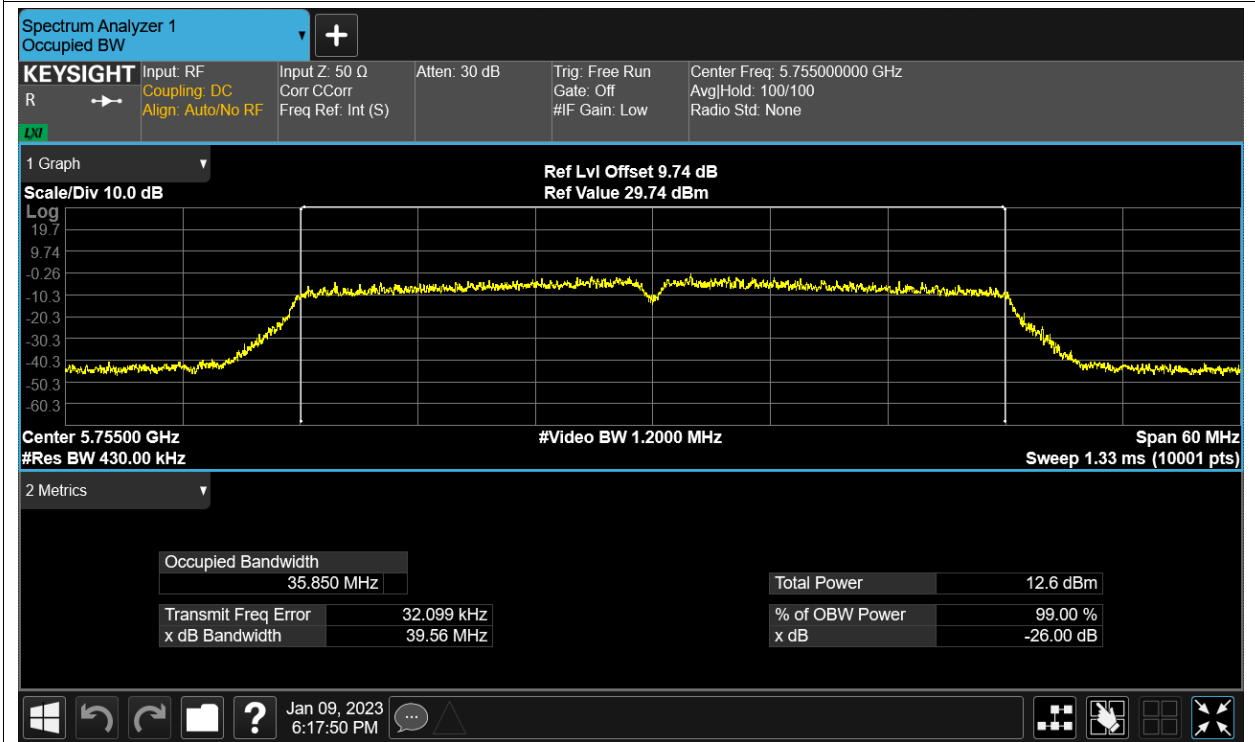 Spectrum Analyzer 1
Occupied BW
KEYSIGHT
R
LXI
Input: RF
Coupling: DC
Align: Auto/No RF
Input Z: 50 Ω
Corr CCorr
Freq Ref: Int (S)
Atten: 30 dB
Trig: Free Run
Gate: Off
#IF Gain: Low
Center Freq: 5.755000000 GHz
Avg|Hold: 100/100
Radio Std: None
1 Graph
Scale/Div 10.0 dB
Ref Lvl Offset 9.74 dB
Ref Value 29.74 dBm
Log
19.7
9.74
-0.26
-10.3
-20.3
-30.3
-40.3
-50.3
-60.3
Center 5.75500 GHz
#Video BW 1.2000 MHz
Span 60 MHz
#Res BW 430.00 kHz
Sweep 1.33 ms (10001 pts)
2 Metrics
Occupied Bandwidth
35.850 MHz
Transmit Freq Error 32.099 kHz
x dB Bandwidth 39.56 MHz
Total Power 12.6 dBm
% of OBW Power 99.00 %
x dB -26.00 dB
?
Jan 09, 2023
6:17:50 PM